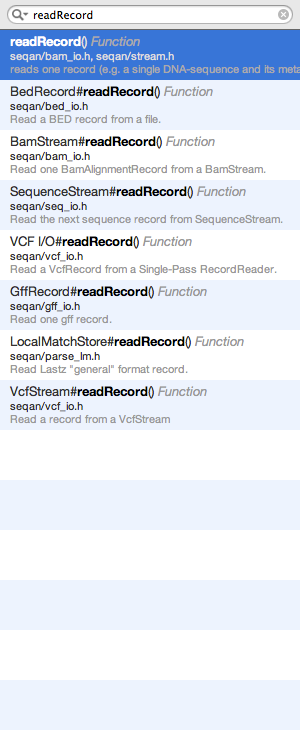 readRecord
readRecord() Function
seqan/bam_io.h, seqan/stream.h
reads one record (e.g. a single DNA-sequence and its meta
BedRecord#readRecord() Function
seqan/bed_io.h
Read a BED record from a file.
BamStream#readRecord() Function
seqan/bam_io.h
Read one BamAlignmentRecord from a BamStream.
SequenceStream#readRecord() Function
seqan/seq_io.h
Read the next sequence record from SequenceStream.
VCF I/O#readRecord() Function
seqan/vcf_io.h
Read a VcfRecord from a Single-Pass RecordReader.
GffRecord#readRecord() Function
seqan/gff_io.h
Read one gff record.
LocalMatchStore#readRecord() Function
seqan/parse_lm.h
Read Lastz "general" format record.
VcfStream#readRecord() Function
seqan/vcf_io.h
Read a record from a VcfStream